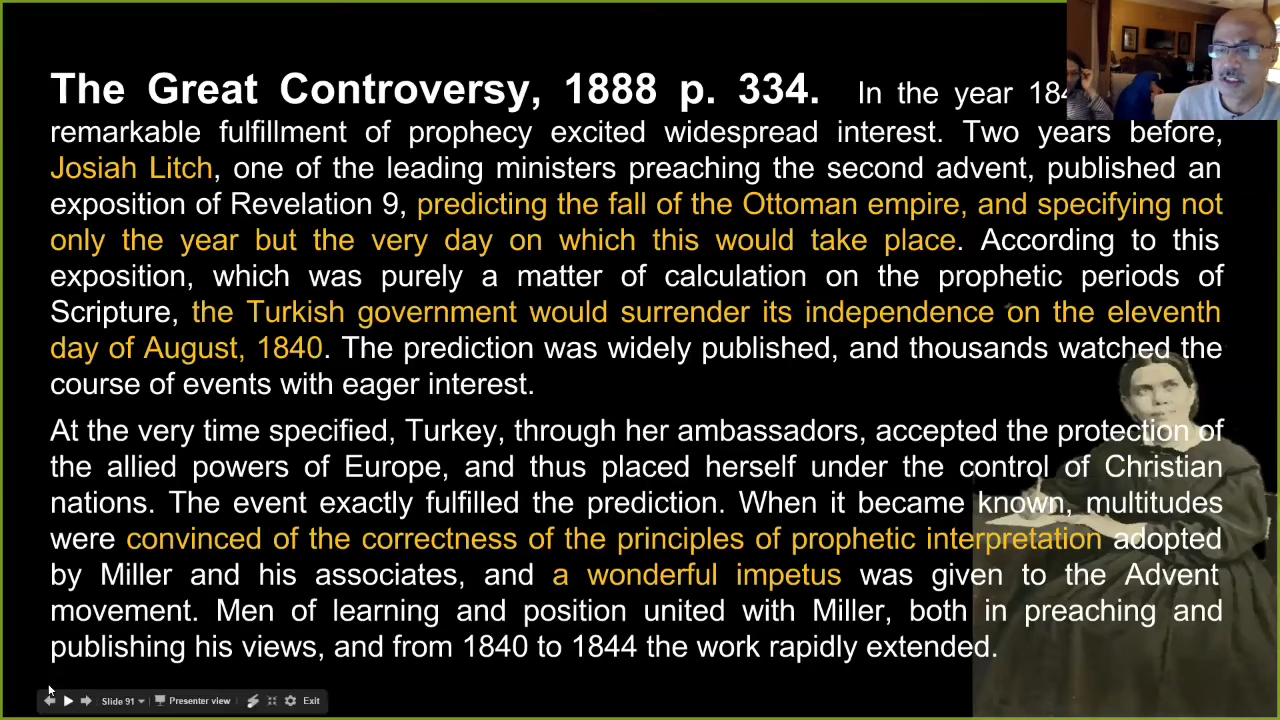 The Great Controversy, 1888 p. 334. In the year 184
remarkable fulfillment of prophecy excited widespread interest. Two years before,
Josiah Litch, one of the leading ministers preaching the second advent, published an
exposition of Revelation 9, predicting the fall of the Ottoman empire, and specifying not
only the year but the very day on which this would take place. According to this
exposition, which was purely a matter of calculation on the prophetic periods of
Scripture, the Turkish government would surrender its independence on the eleventh
day of August, 1840. The prediction was widely published, and thousands watched the
course of events with eager interest.
At the very time specified, Turkey, through her ambassadors, accepted the protection of
the allied powers of Europe, and thus placed herself under the control of Christian
nations. The event exactly fulfilled the prediction. When it became known, multitudes
were convinced of the correctness of the principles of prophetic interpretation adopted
by Miller and his associates, and a wonderful impetus was given to the Advent
movement. Men of learning and position united with Miller, both in preaching and
publishing his views, and from 1840 to 1844 the work rapidly extended.
Slide 91 Presenter view Exit